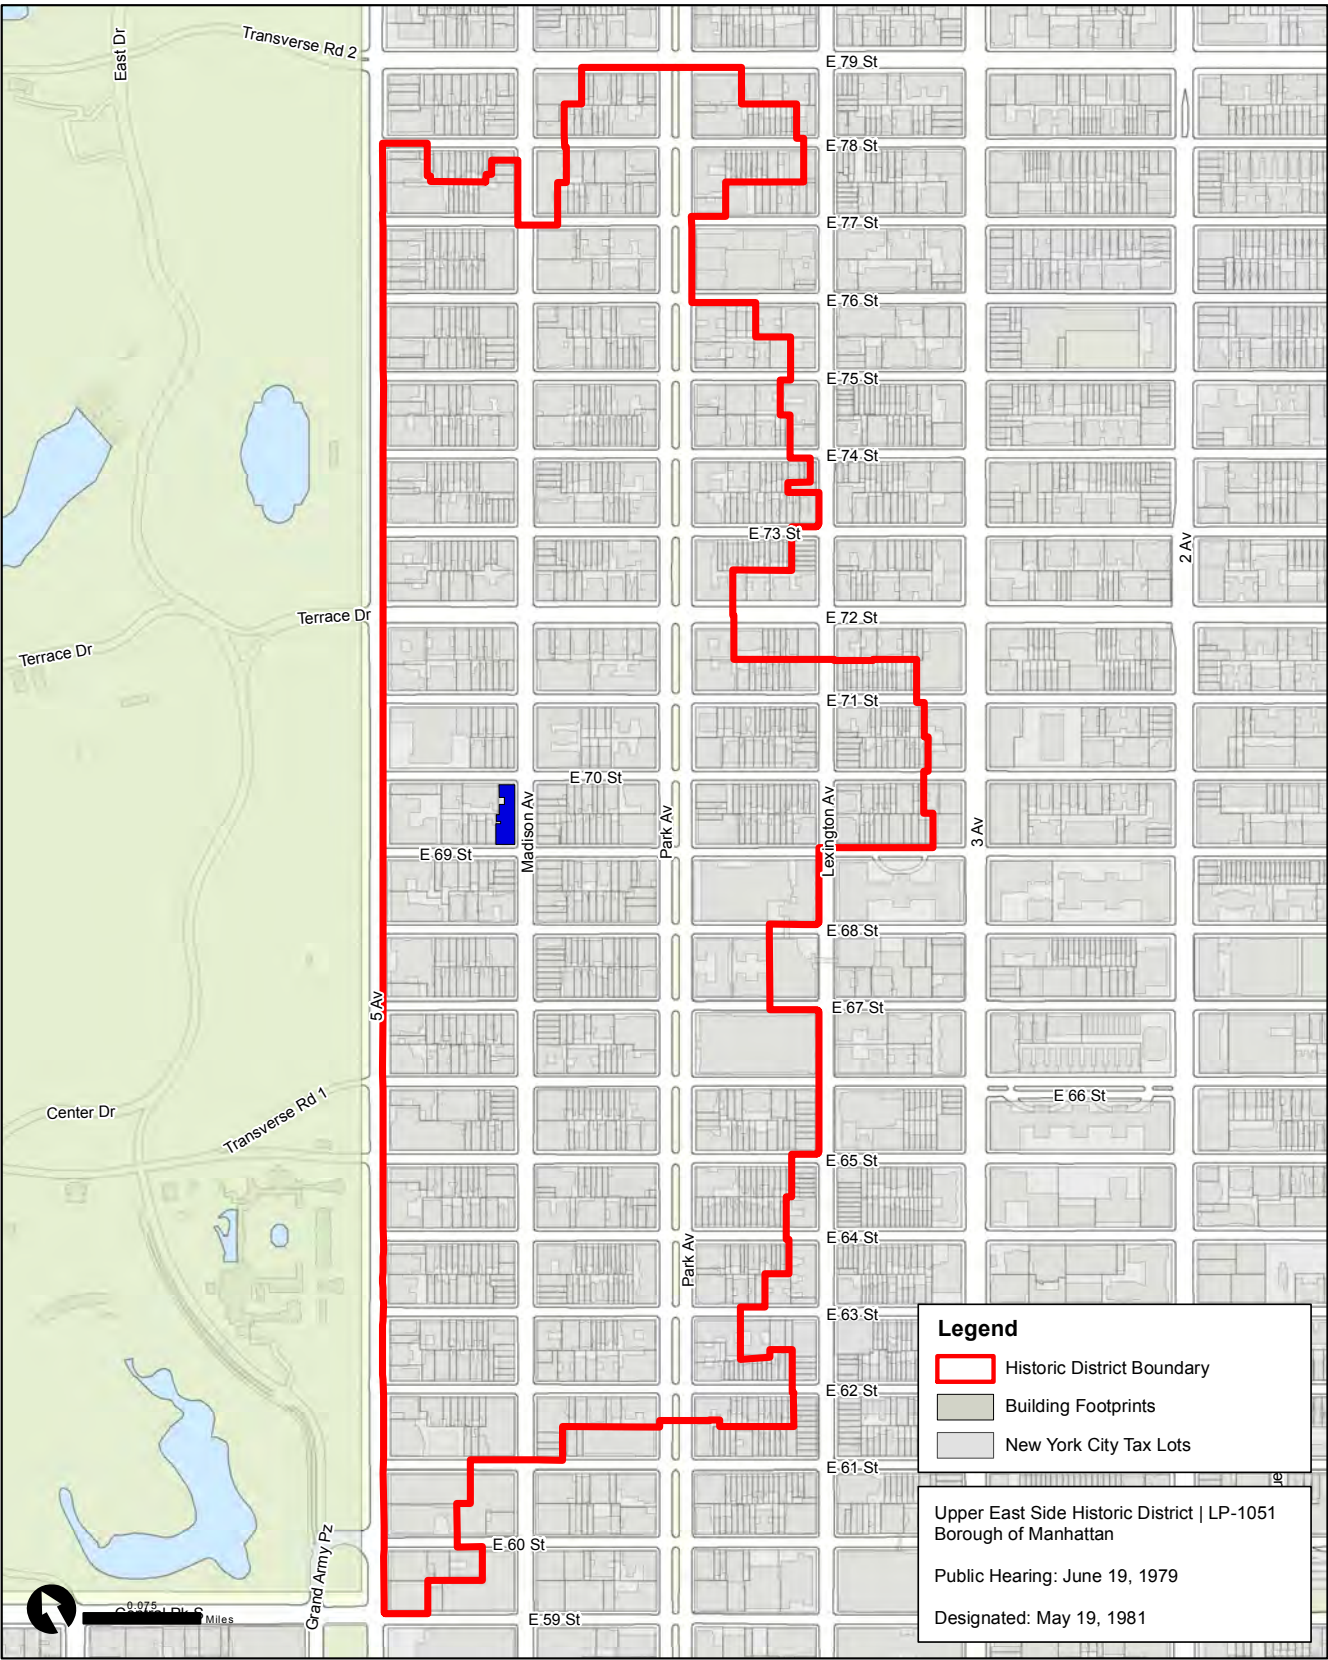 East Dr
Transverse Rd 2
E 79 St
E 78 St
E 77 St
E 76 St
E 75 St
E 74 St
E 73 St
2 Av
Terrace Dr
Terrace Dr
E 72 St
E 71 St
E 70 St
Madison Av
Park Av
Lexington Av
3 Av
E 69 St
E 68 St
5 Av
E 67 St
Center Dr
Transverse Rd 1
E 66 St
E 65 St
E 64 St
Park Av
E 63 St
E 62 St
E 61 St
E 60 St
Grand Army Pz
E 59 St
0.075
Miles
Central Pk S
Legend
Historic District Boundary
Building Footprints
New York City Tax Lots
Upper East Side Historic District | LP-1051
Borough of Manhattan
Public Hearing: June 19, 1979
Designated: May 19, 1981